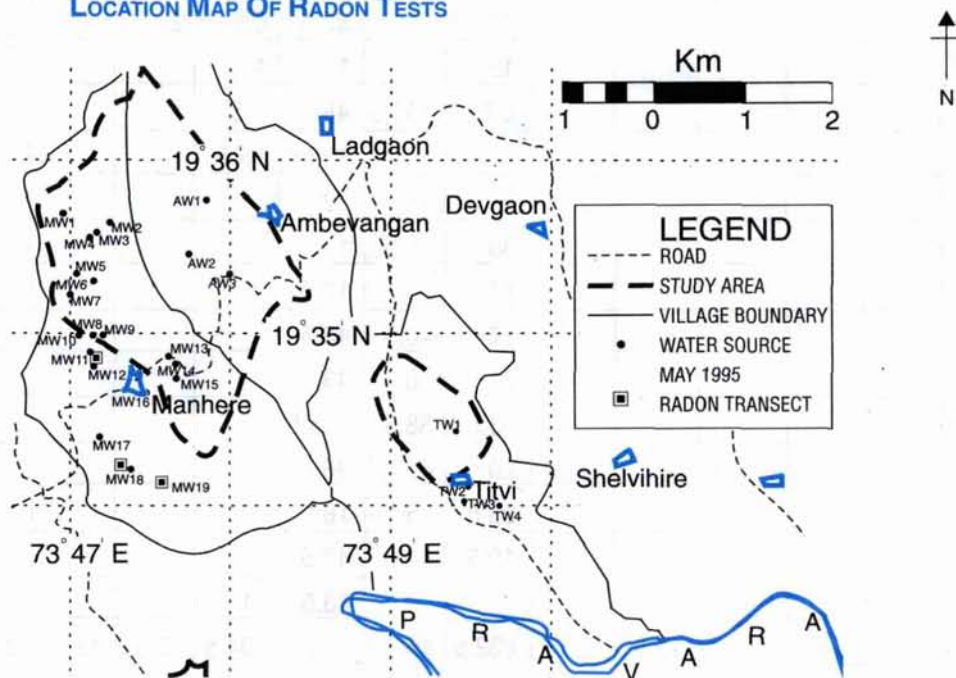 LOCATION MAP OF RADON TESTS
N
Km
1 0 1 2
Ladgaon
19° 36' N
AW1
Ambevangan
Devgaon
MW1
MW2
MW3
MW4
AW2
MW5
AW3
MW6
MW7
LEGEND
ROAD
STUDY AREA
VILLAGE BOUNDARY
WATER SOURCE
MAY 1995
RADON TRANSECT
19° 35' N
MW8
MW9
MW10
MW11
MW13
MW12
MW14
MW15
MW16
Manhere
TW1
MW17
MW18
MW19
Shelvihire
TW2
Titvi
TW3
TW4
73° 47' E
73° 49' E
P R A V A R A